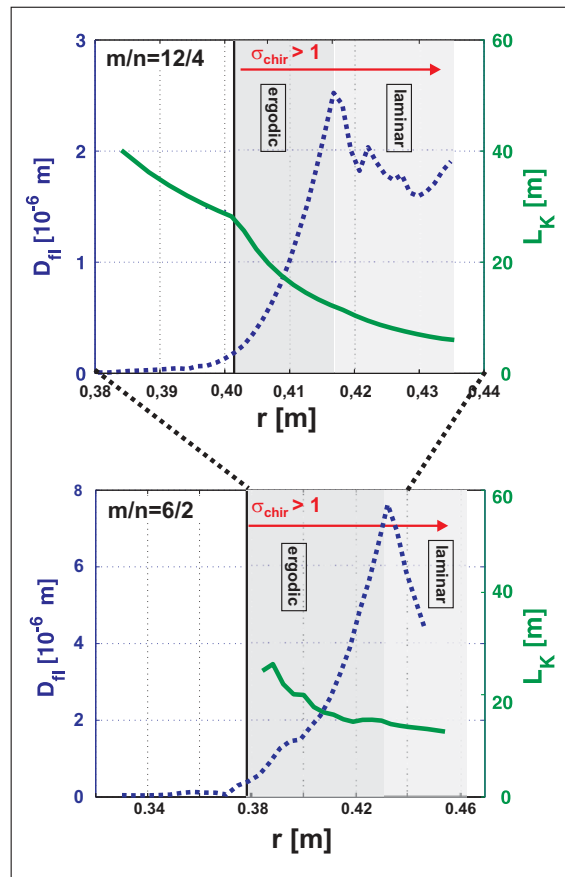 m/n=12/4
σchir > 1
ergodic
laminar
3
2
1
0
Dfl [10-6 m]
60
40
20
0
LK [m]
0,38
0,39
0,40
0,41
0,42
0,43
0,44
r [m]
m/n=6/2
σchir > 1
ergodic
laminar
8
6
4
2
0
Dfl [10-6 m]
60
60
40
20
0
LK [m]
0.34
0.38
0.42
0.46
r [m]